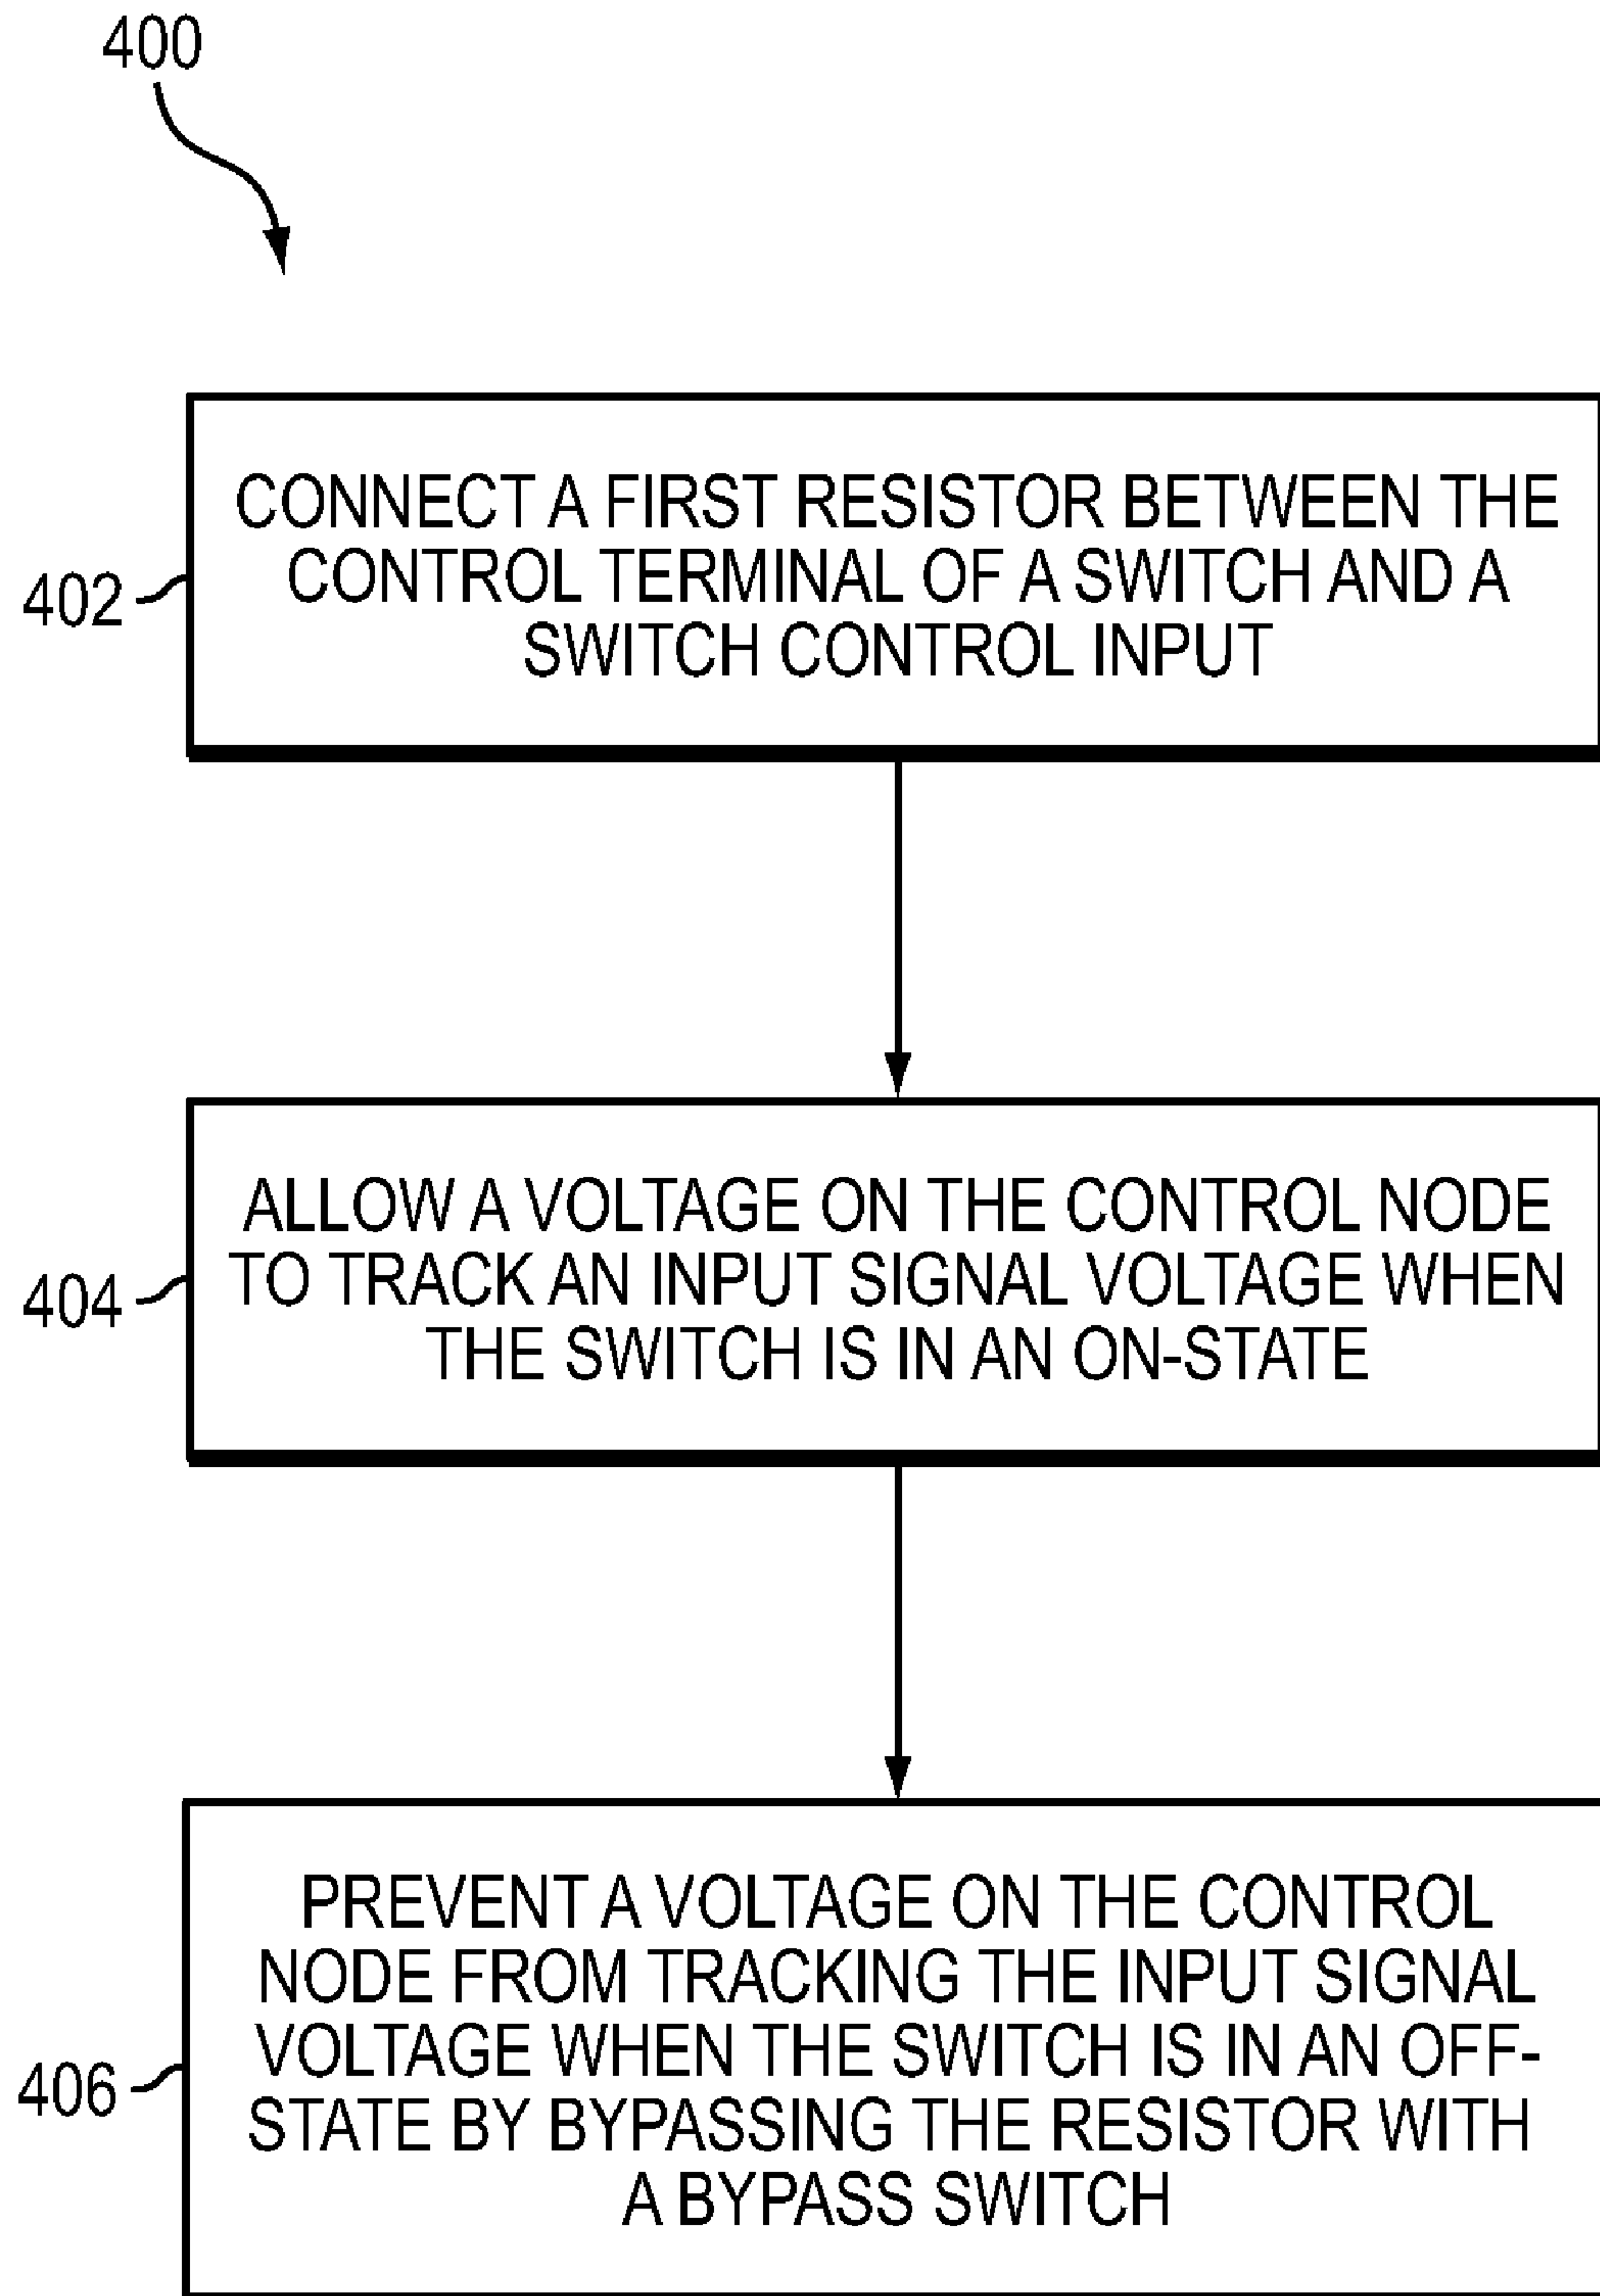 400
402
CONNECT A FIRST RESISTOR BETWEEN THE
CONTROL TERMINAL OF A SWITCH AND A
SWITCH CONTROL INPUT
404
ALLOW A VOLTAGE ON THE CONTROL NODE
TO TRACK AN INPUT SIGNAL VOLTAGE WHEN
THE SWITCH IS IN AN ON-STATE
406
PREVENT A VOLTAGE ON THE CONTROL
NODE FROM TRACKING THE INPUT SIGNAL
VOLTAGE WHEN THE SWITCH IS IN AN OFF-
STATE BY BYPASSING THE RESISTOR WITH
A BYPASS SWITCH